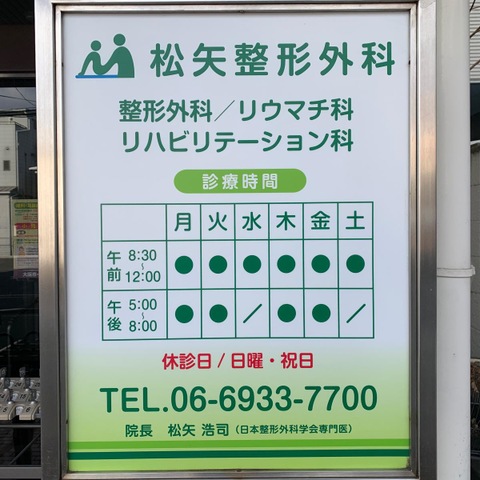 松矢整形外科
整形外科／リウマチ科
リハビリテーション科
診療時間
月 火 水 木 金 土
午前 8:30～12:00 ● ● ● ● ● ●
午後 5:00～8:00 ● ● ／ ● ● ／
休診日/日曜・祝日
TEL.06-6933-7700
院長 松矢 浩司（日本整形外科学会専門医）